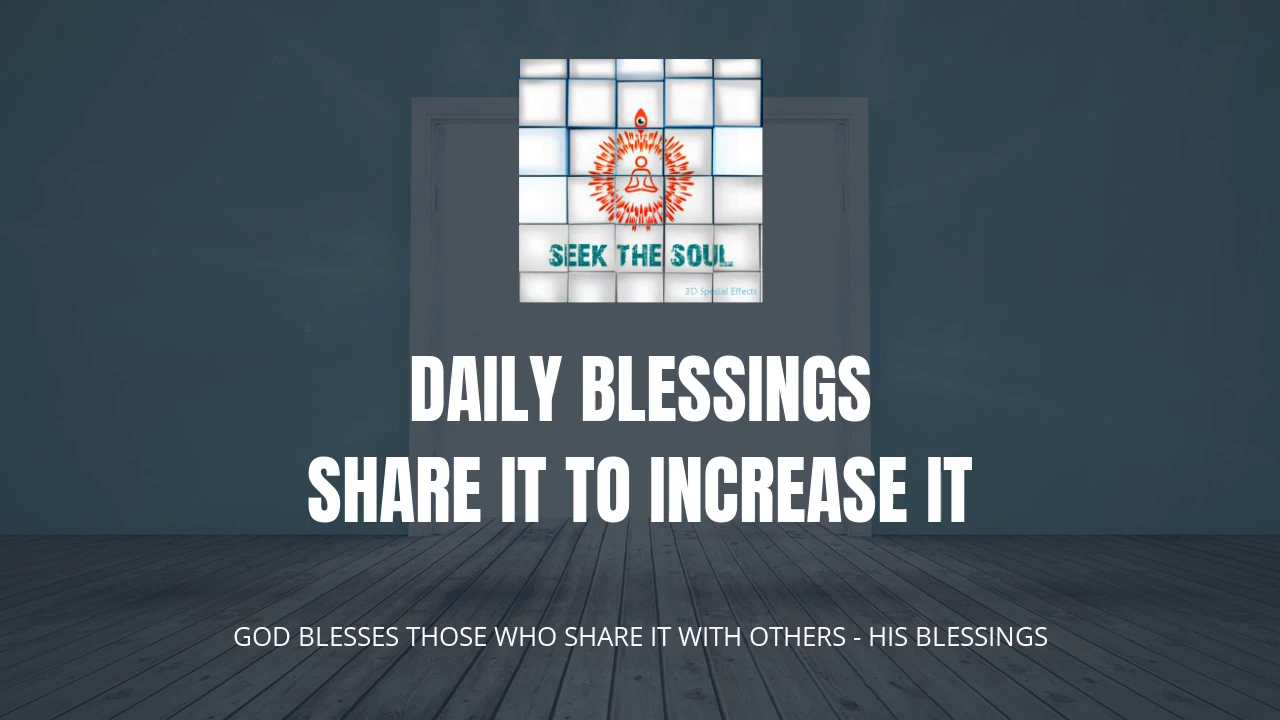 SEEK THE SOUL
3D Special Effects
DAILY BLESSINGS
SHARE IT TO INCREASE IT
GOD BLESSES THOSE WHO SHARE IT WITH OTHERS - HIS BLESSINGS